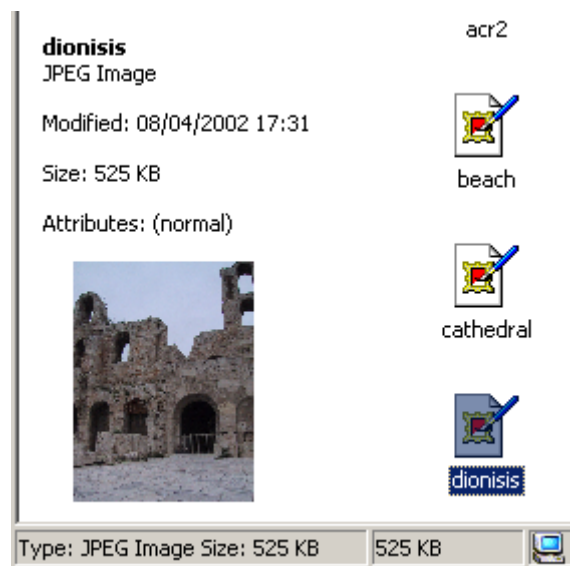 dionisis
JPEG Image
Modified: 08/04/2002 17:31
Size: 525 KB
Attributes: (normal)
acr2
beach
cathedral
dionisis
Type: JPEG Image Size: 525 KB
525 KB